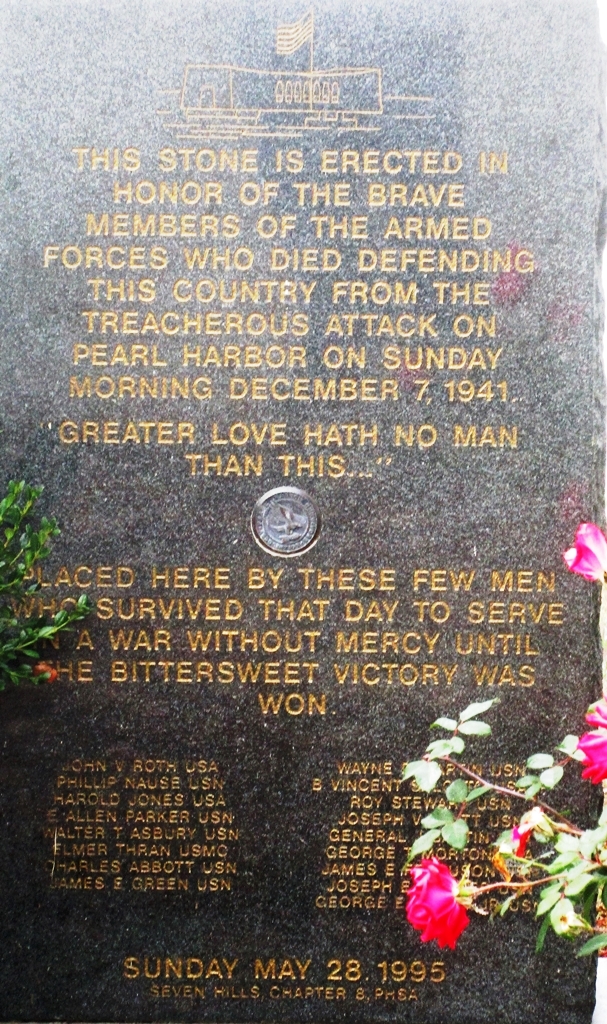 THIS STONE IS ERECTED IN
HONOR OF THE BRAVE
MEMBERS OF THE ARMED
FORCES WHO DIED DEFENDING
THIS COUNTRY FROM THE
TREACHEROUS ATTACK ON
PEARL HARBOR ON SUNDAY
MORNING DECEMBER 7, 1941.
"GREATER LOVE HATH NO MAN
THAN THIS...."
PLACED HERE BY THESE FEW MEN
WHO SURVIVED THAT DAY TO SERVE
A WAR WITHOUT MERCY UNTIL
THE BITTERSWEET VICTORY WAS
WON
JOHN V ROTH USA
PHILLIP NAUSE USN
HAROLD JONES USA
E ALLEN PARKER USN
WALTER T ASBURY USN
ELMER THRAN USMC
CHARLES ABBOTT USN
JAMES E GREEN USN
WAYNE USN
B VINCENT
ROY STEWART USN
JOSEPH USN
GENERAL
GEORGE
JAMES
JOSEPH
GEORGE
SUNDAY MAY 28, 1995
SEVEN HILLS, CHAPTER 8, PHSA